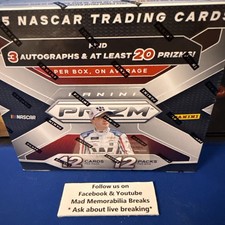 5 NASCAR TRADING CARDS
FIND
3 AUTOGRAPHS & AT LEAST 20 PRIZMS!
PER BOX, ON AVERAGE
PANINI
PRIZM
NASCAR
PANINI
12 CARDS
12 PACKS
Follow us on
Facebook & Youtube
Mad Memorabilia Breaks
* Ask about live breaking*